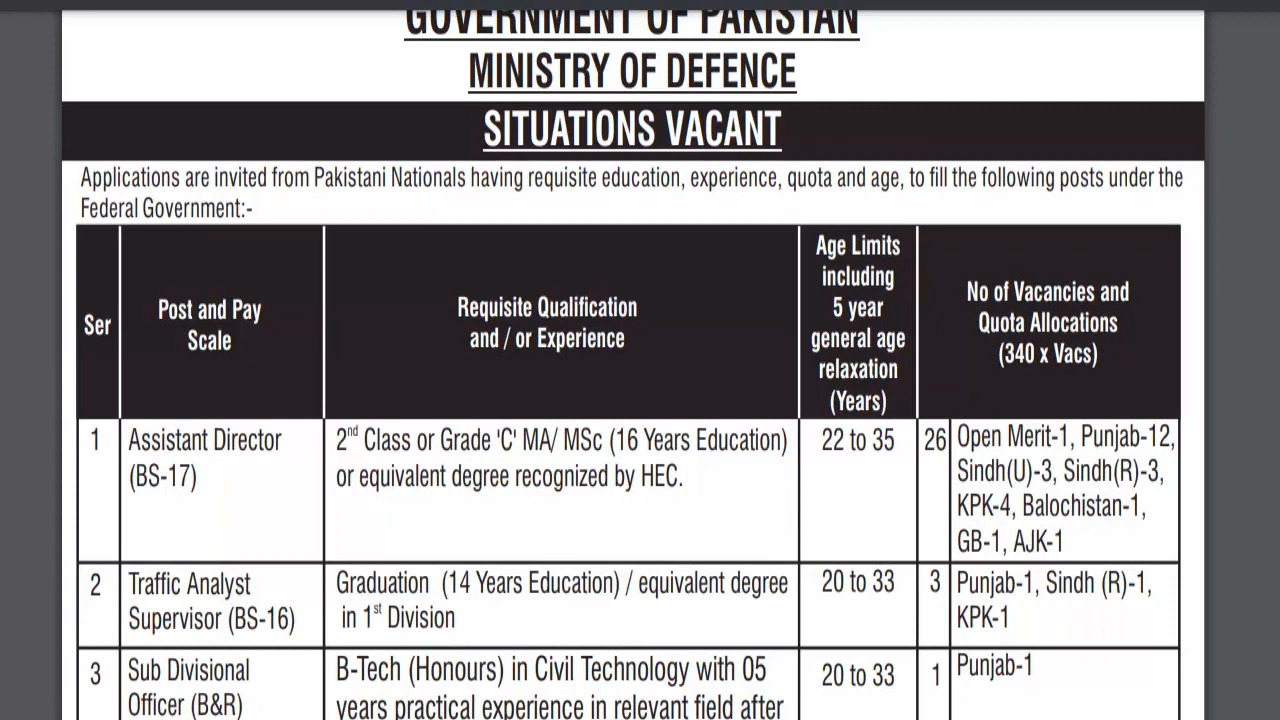 GOVERNMENT OF PAKISTAN
MINISTRY OF DEFENCE
SITUATIONS VACANT
Applications are invited from Pakistani Nationals having requisite education, experience, quota and age, to fill the following posts under the
Federal Government:-
Ser
Post and Pay
Scale
Requisite Qualification
and / or Experience
Age Limits
including
5 year
general age
relaxation
(Years)
No of Vacancies and
Quota Allocations
(340 x Vacs)
1
Assistant Director
(BS-17)
2nd Class or Grade 'C' MA/ MSc (16 Years Education)
or equivalent degree recognized by HEC.
22 to 35
26
Open Merit-1, Punjab-12,
Sindh(U)-3, Sindh(R)-3,
KPK-4, Balochistan-1,
GB-1, AJK-1
2
Traffic Analyst
Supervisor (BS-16)
Graduation (14 Years Education) / equivalent degree
in 1st Division
20 to 33
3
Punjab-1, Sindh (R)-1,
KPK-1
3
Sub Divisional
Officer (B&R)
B-Tech (Honours) in Civil Technology with 05
years practical experience in relevant field after
20 to 33
1
Punjab-1